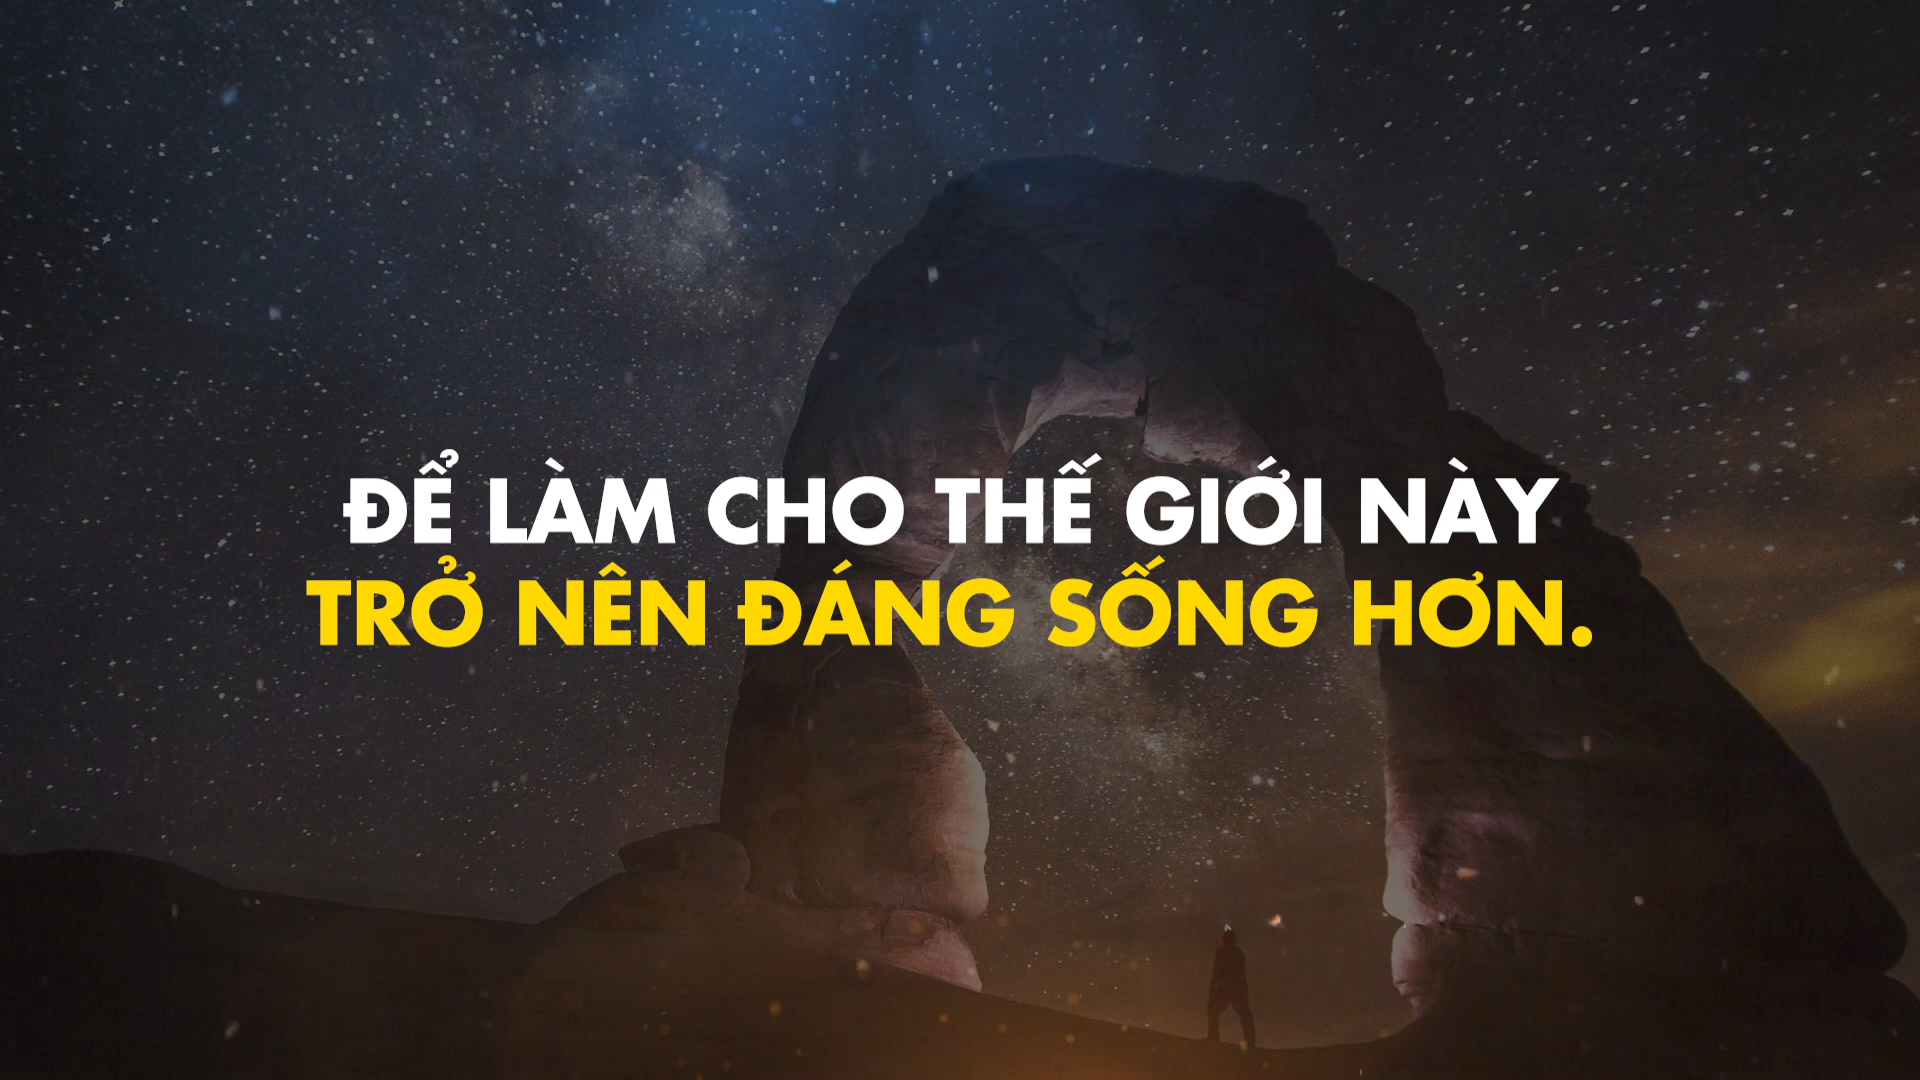 ĐỂ LÀM CHO THẾ GIỚI NÀY
TRỞ NÊN ĐÁNG SỐNG HƠN.